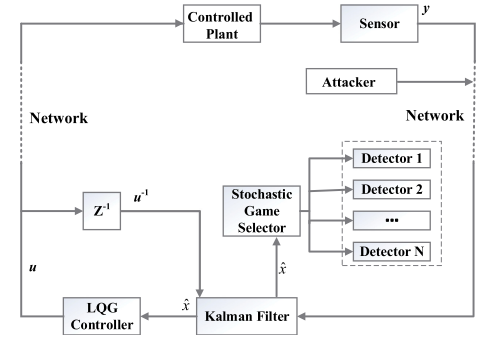 Controlled
Plant
Sensor
y
Attacker
Network
Network
Detector 1
Detector 2
...
Detector N
Stochastic
Game
Selector
Z⁻¹
u⁻¹
u
x̂
x̂
LQG
Controller
Kalman Filter